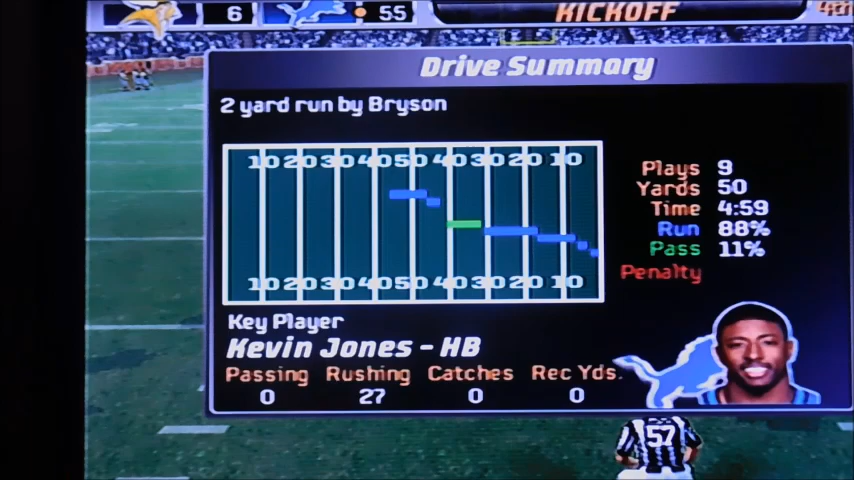 6 55 KICKOFF 4th
Drive Summary
2 yard run by Bryson
10 20 30 40 50 40 30 20 10
10 20 30 40 50 40 30 20 10
Plays 9
Yards 50
Time 4:59
Run 88%
Pass 11%
Penalty
Key Player
Kevin Jones - HB
Passing Rushing Catches Rec Yds.
0 27 0 0
57